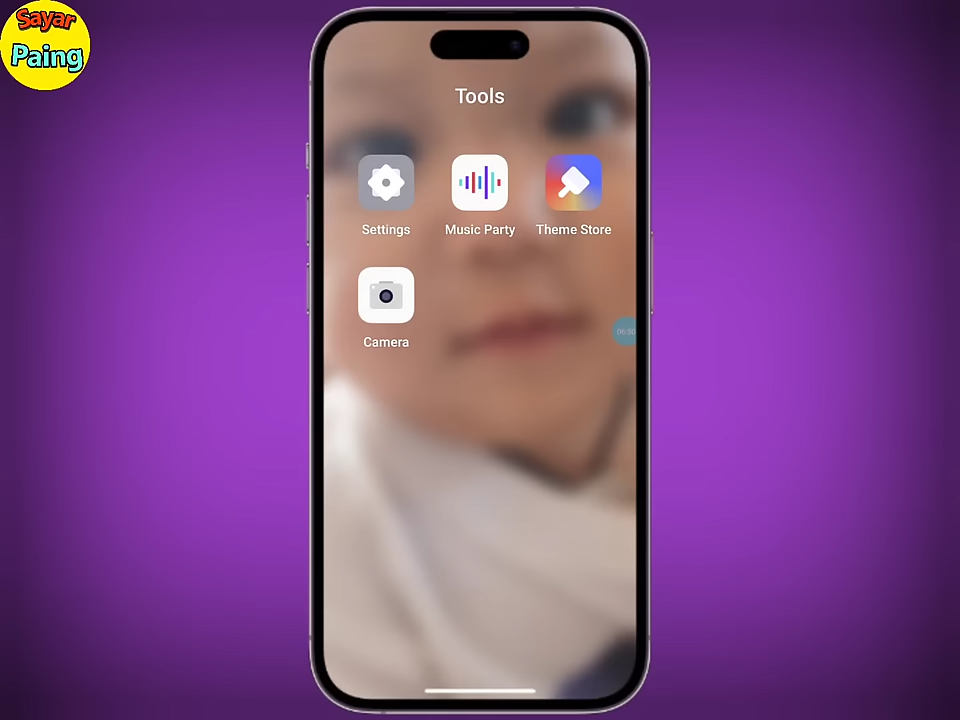 Sayar
Paing
Tools
Settings
Music Party
Theme Store
Camera